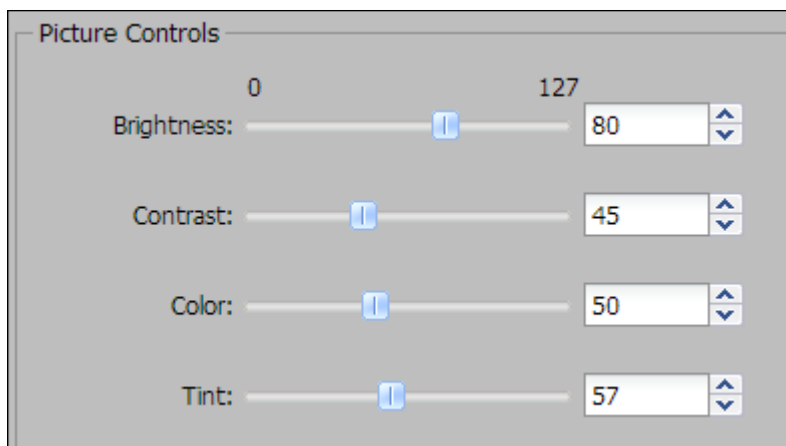 Picture Controls
0 127
Brightness: 80
Contrast: 45
Color: 50
Tint: 57